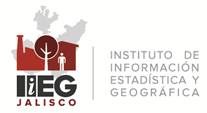 IiEG
JALISCO
INSTITUTO DE
INFORMACIÓN
ESTADÍSTICA Y
GEOGRÁFICA